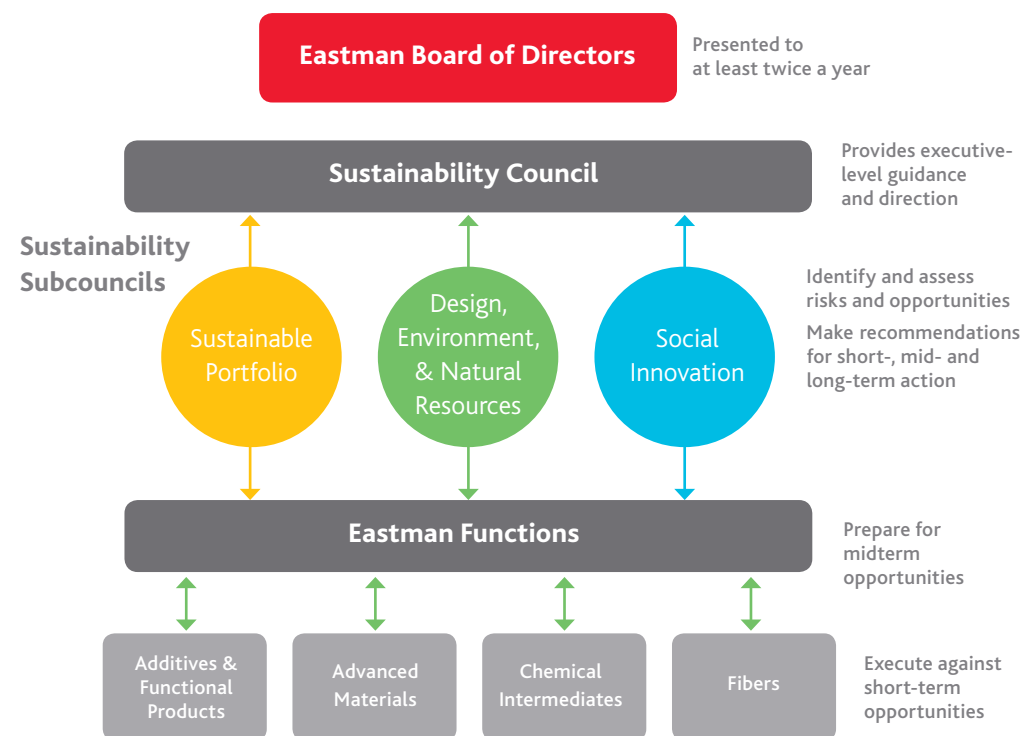 Eastman Board of Directors
Presented to
at least twice a year
Sustainability Council
Provides executive-
level guidance
and direction
Sustainability
Subcouncils
Sustainable
Portfolio
Design,
Environment,
& Natural
Resources
Social
Innovation
Identify and assess
risks and opportunities
Make recommendations
for short-, mid- and
long-term action
Eastman Functions
Prepare for
midterm
opportunities
Additives &
Functional
Products
Advanced
Materials
Chemical
Intermediates
Fibers
Execute against
short-term
opportunities